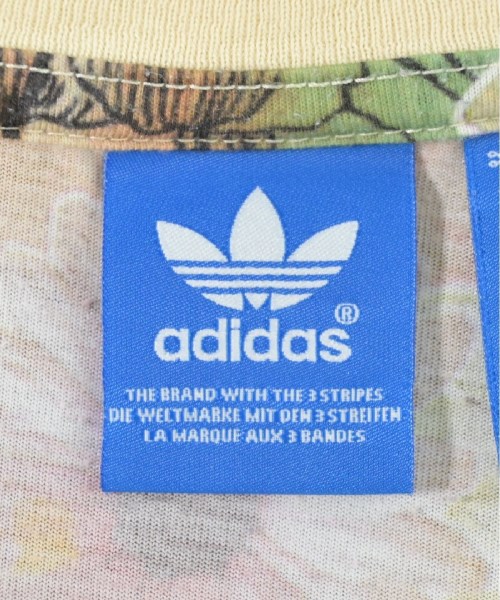 adidas®
THE BRAND WITH THE 3 STRIPES
DIE WELTMARKE MIT DEN 3 STREIFEN
LA MARQUE AUX 3 BANDES